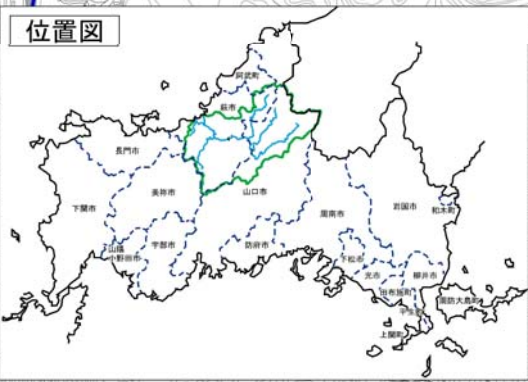 位置図
阿武町
萩市
長門市
美祢市
山口市
下関市
周南市
岩国市
和木町
山陽
小野田市
宇部市
防府市
下松市
光市
柳井市
田布施町
周防大島町
平生町
上関町